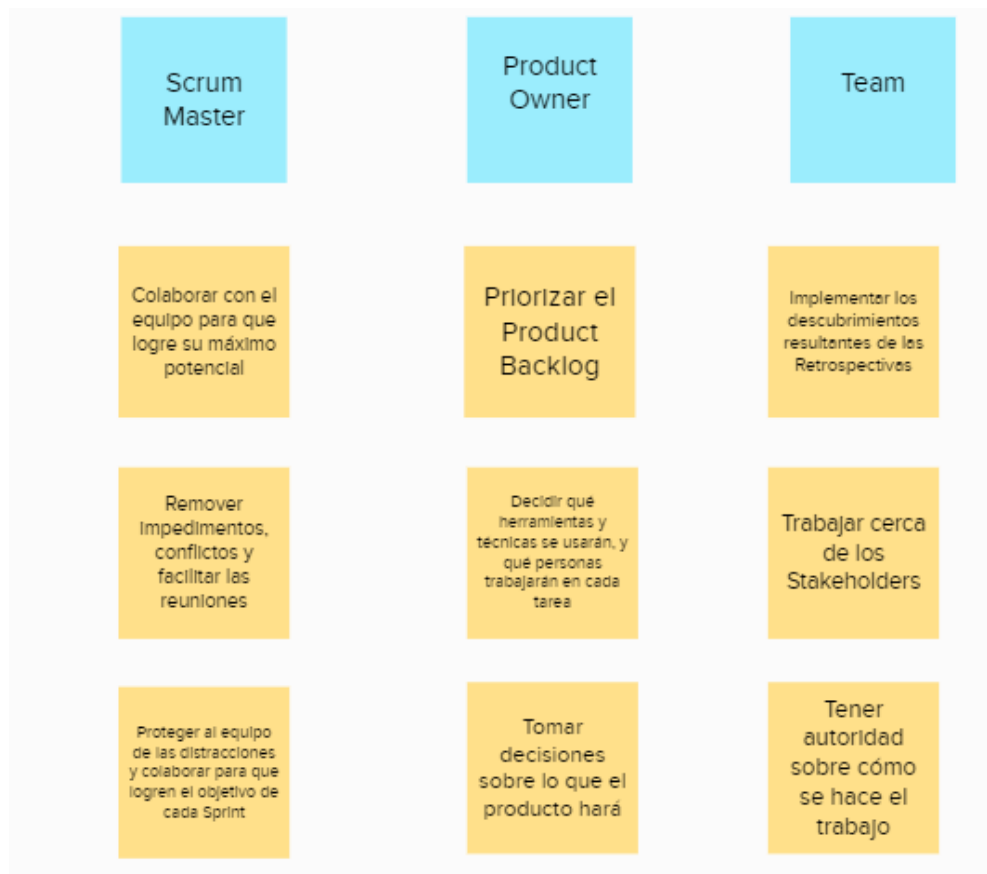 Scrum
Master
Product
Owner
Team
Colaborar con el
equipo para que
logre su máximo
potencial
Priorizar el
Product
Backlog
Implementar los
descubrimientos
resultantes de las
Retrospectivas
Remover
impedimentos,
conflictos y
facilitar las
reuniones
Decidir qué
herramientas y
técnicas se usarán, y
qué personas
trabajarán en cada
tarea
Trabajar cerca
de los
Stakeholders
Proteger al equipo
de las distracciones
y colaborar para que
logren el objetivo de
cada Sprint
Tomar
decisiones
sobre lo que el
producto hará
Tener
autoridad
sobre cómo
se hace el
trabajo